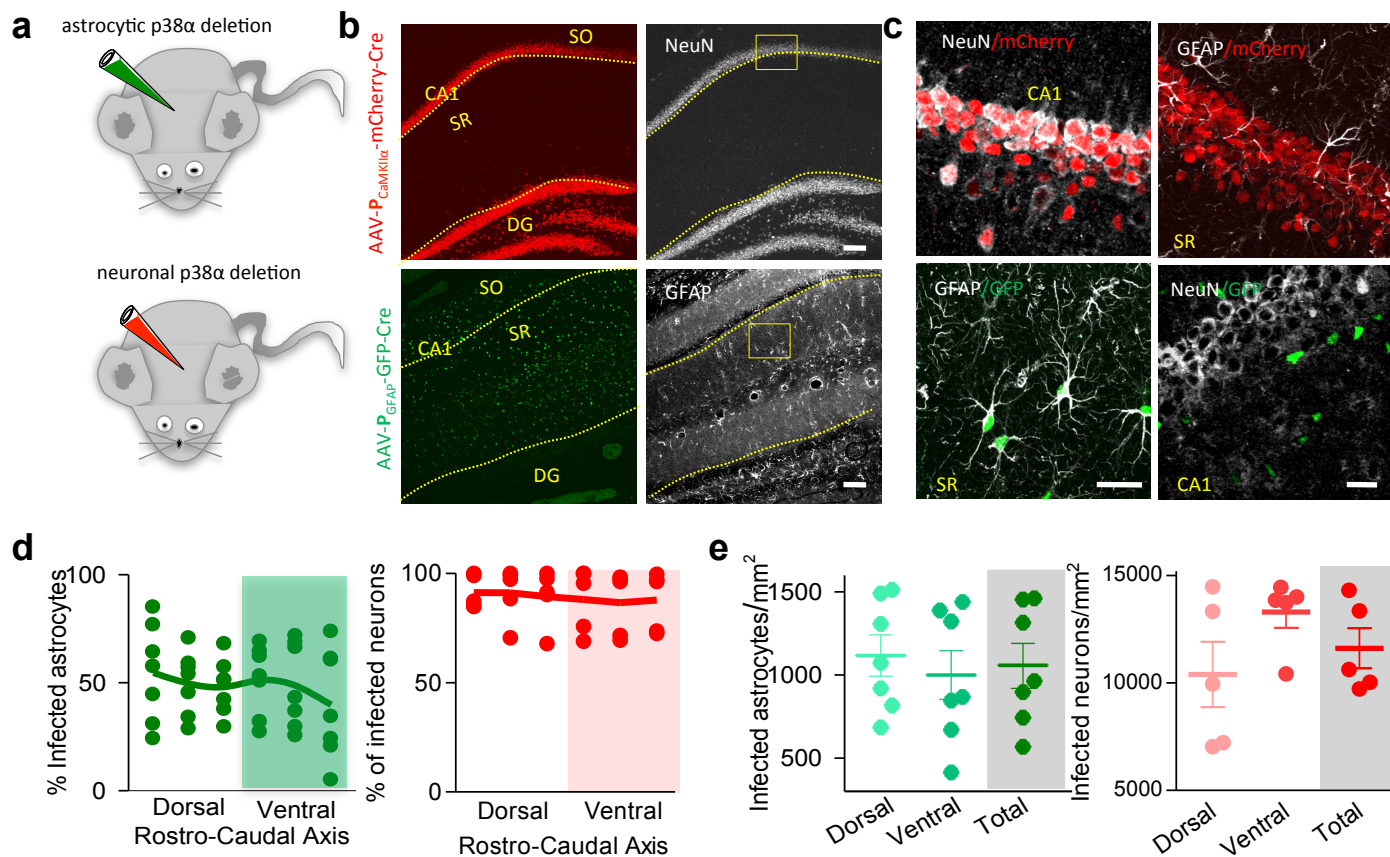 a
astrocytic p38α deletion
neuronal p38α deletion
b
AAV-PCaMKIIα-mCherry-Cre
SO
CA1
SR
DG
NeuN
AAV-PGFAP-GFP-Cre
SO
SR
CA1
DG
GFAP
c
NeuN/mCherry
CA1
GFAP/mCherry
SR
GFAP/GFP
SR
NeuN/GFP
CA1
d
% Infected astrocytes
100
50
0
Dorsal Ventral
Rostro-Caudal Axis
% of infected neurons
100
50
0
Dorsal Ventral
Rostro-Caudal Axis
e
Infected astrocytes/mm2
1500
1000
500
Dorsal
Ventral
Total
Infected neurons/mm2
15000
10000
5000
Dorsal
Ventral
Total